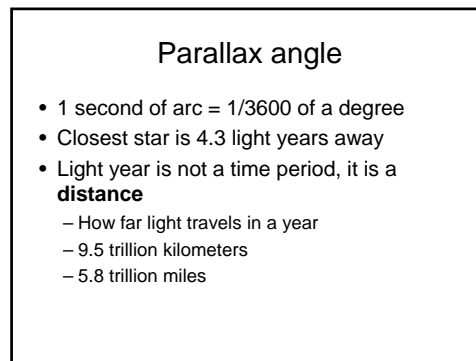 Parallax angle
• 1 second of arc = 1/3600 of a degree
• Closest star is 4.3 light years away
• Light year is not a time period, it is a
distance
– How far light travels in a year
– 9.5 trillion kilometers
– 5.8 trillion miles